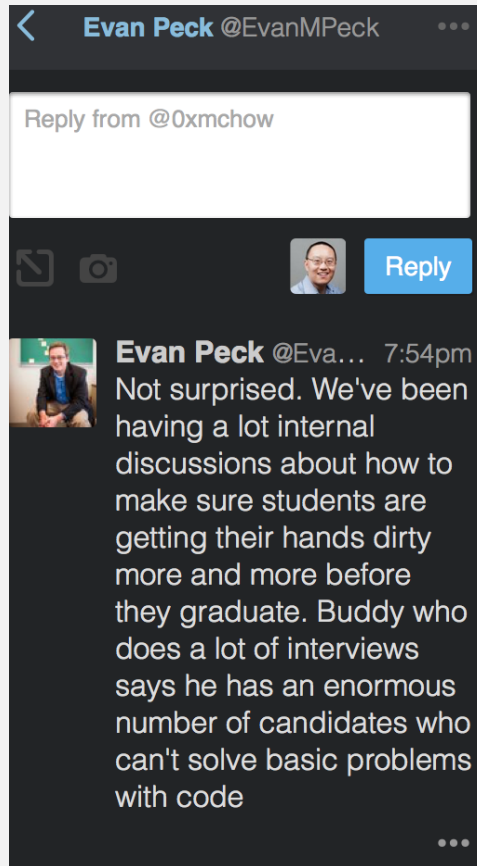 Evan Peck @EvanMPeck
Reply from @0xmchow
Reply
Evan Peck @Eva... 7:54pm
Not surprised. We've been
having a lot internal
discussions about how to
make sure students are
getting their hands dirty
more and more before
they graduate. Buddy who
does a lot of interviews
says he has an enormous
number of candidates who
can't solve basic problems
with code